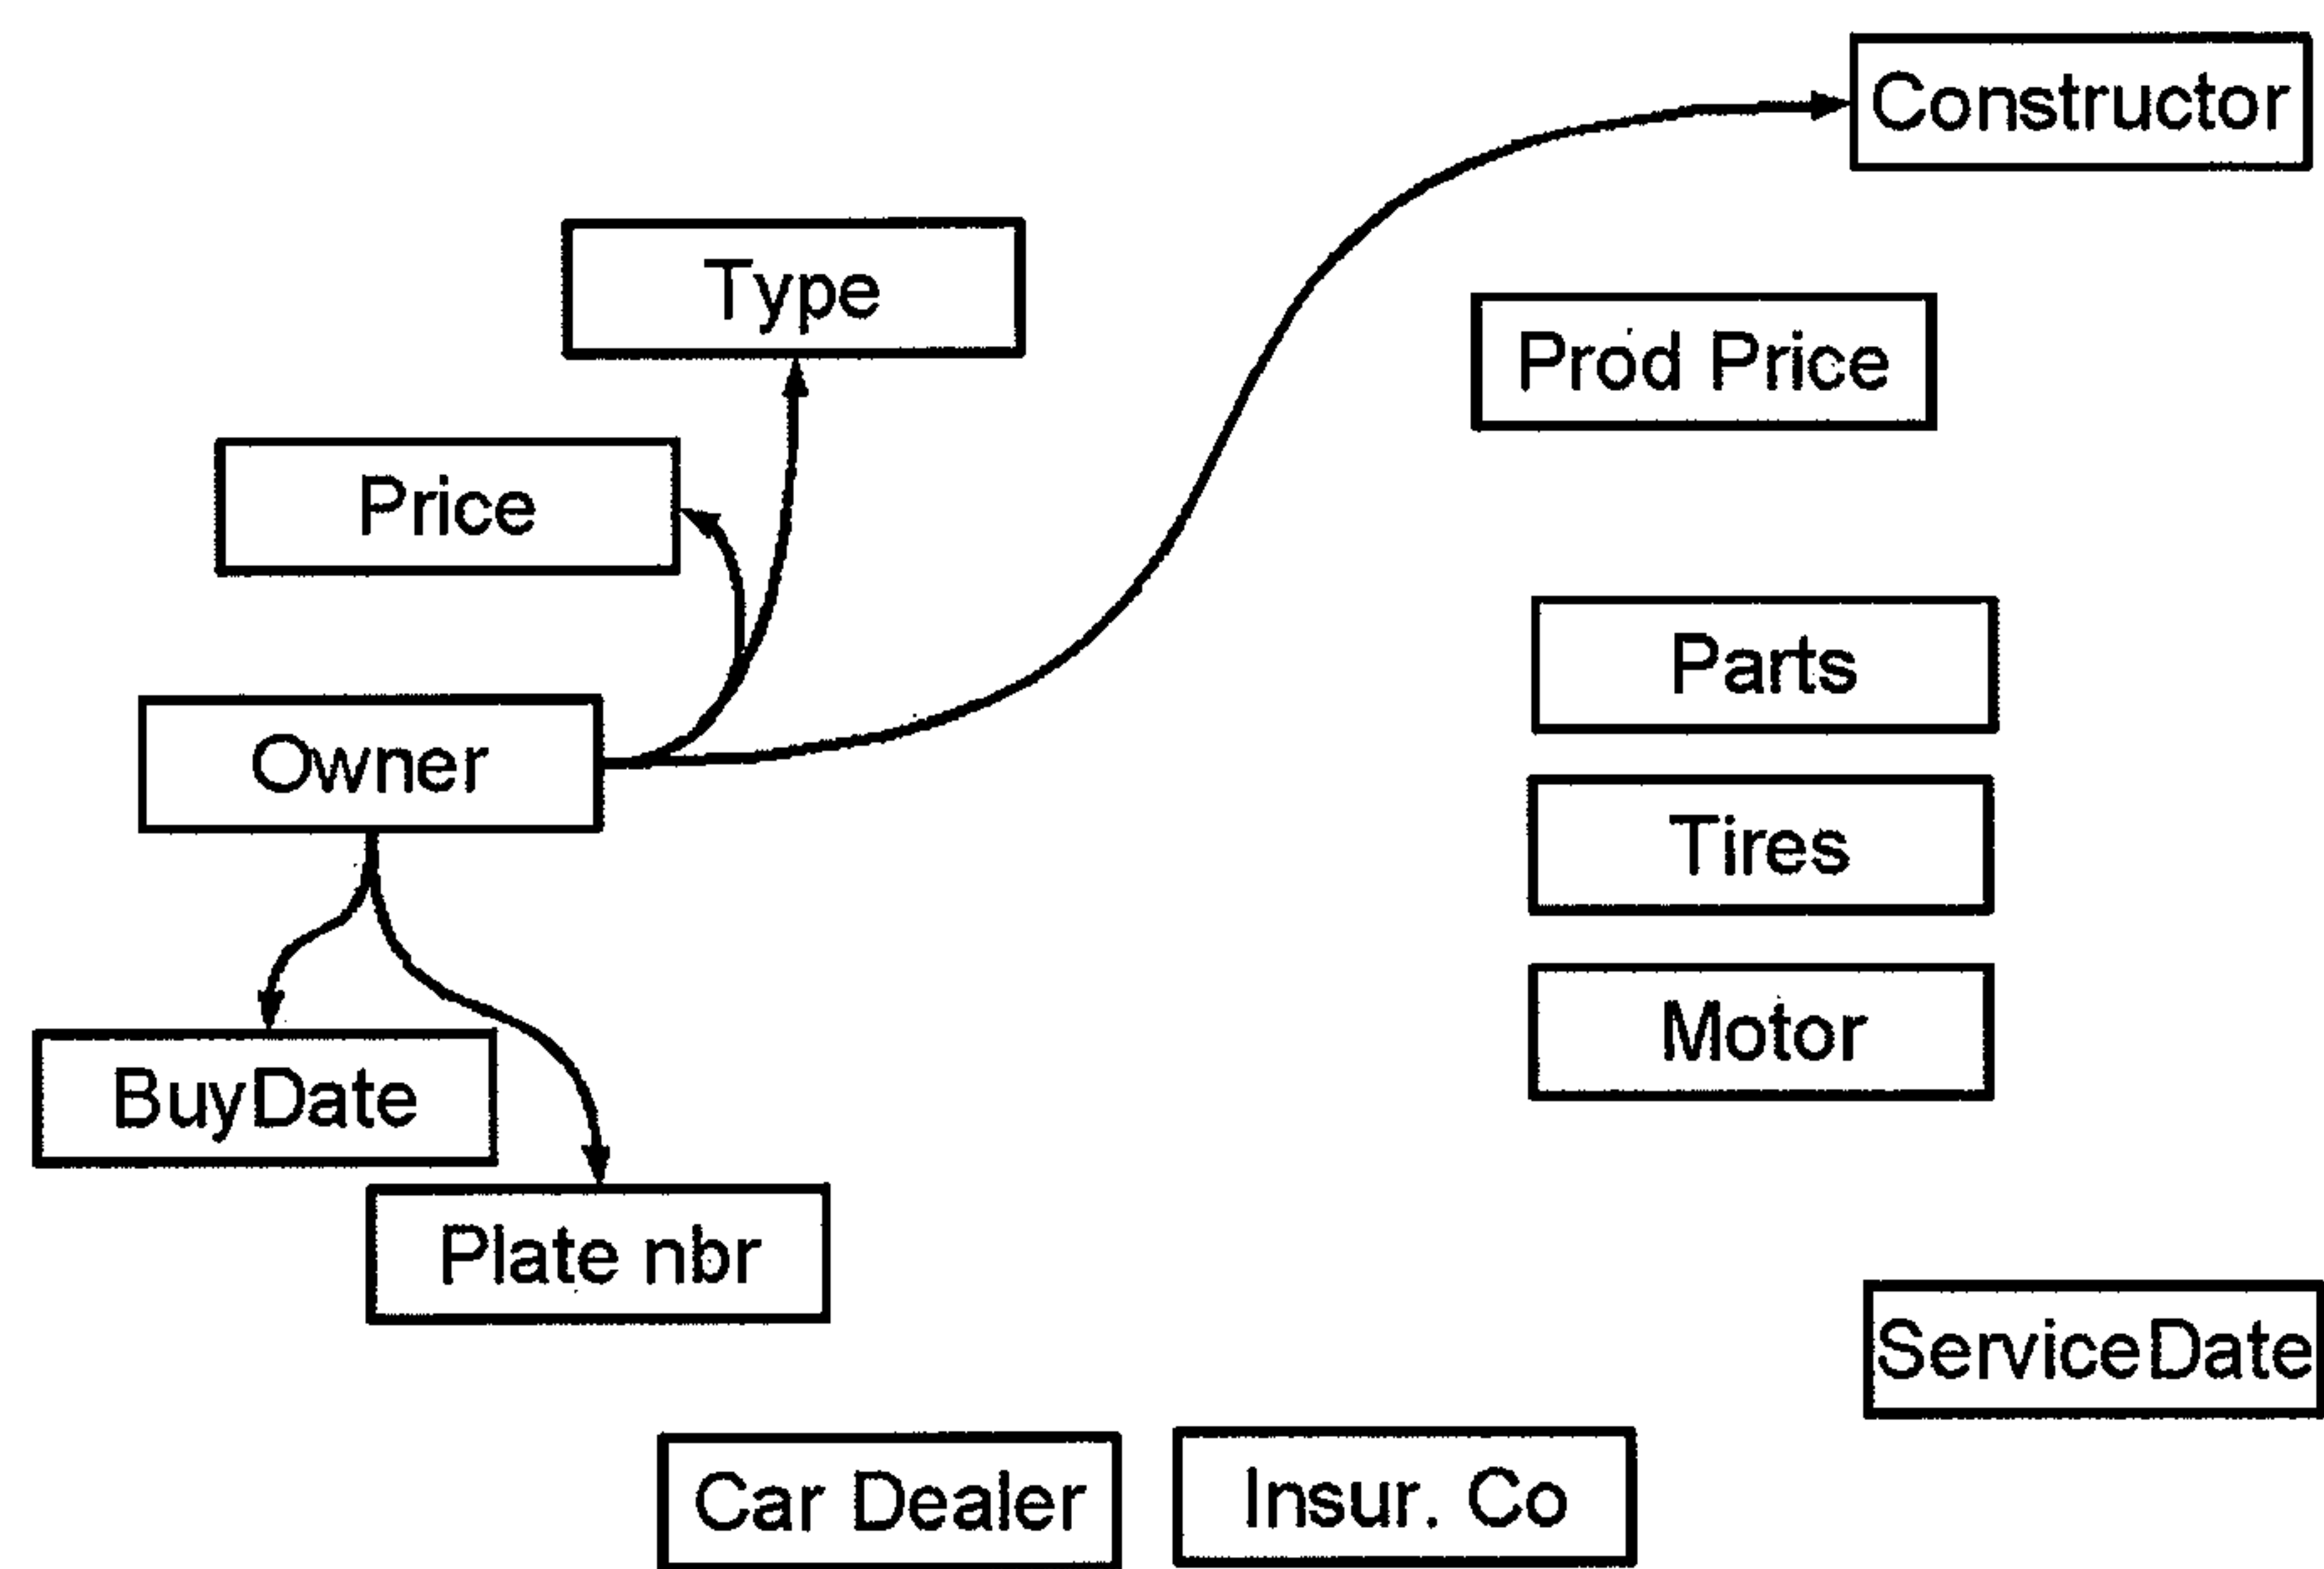 Constructor
Type
Prod Price
Price
Parts
Owner
Tires
Motor
BuyDate
Plate nbr
ServiceDate
Car Dealer
Insur. Co